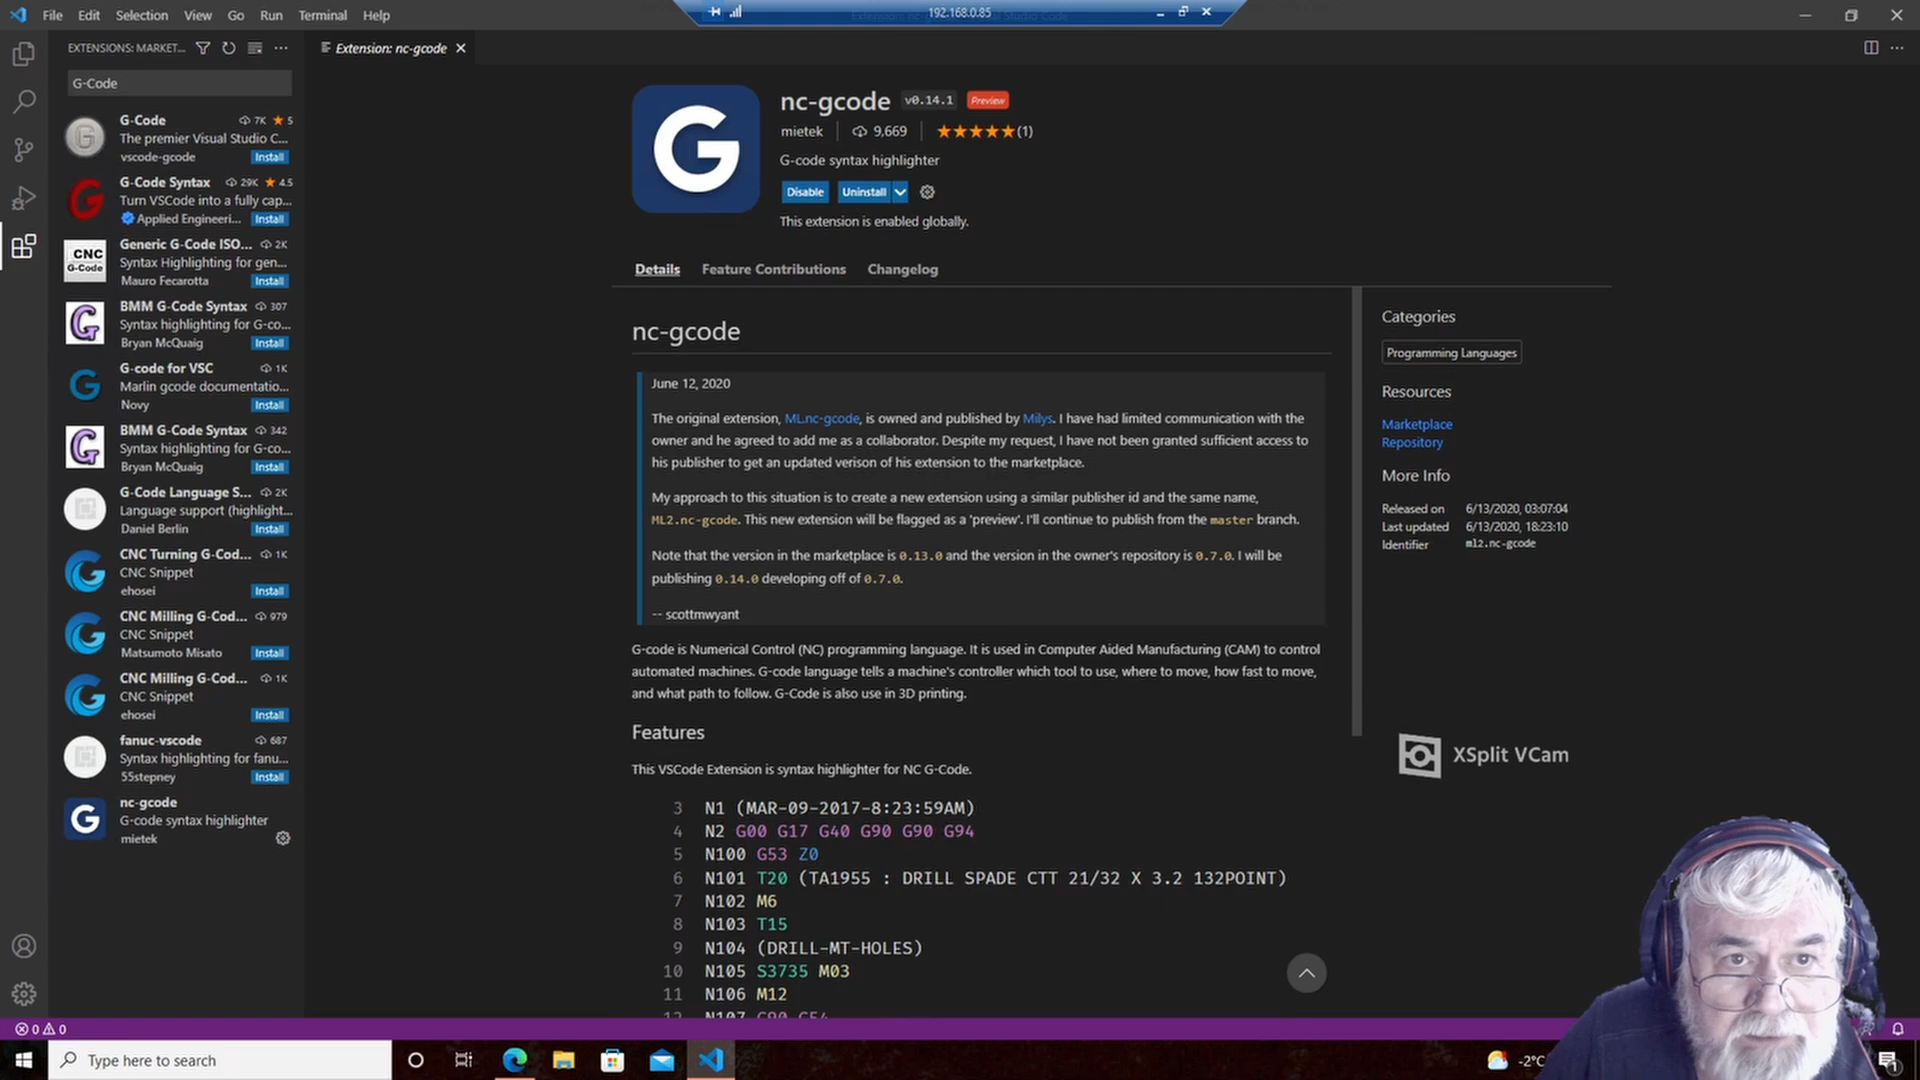 File Edit Selection View Go Run Terminal Help
192.168.0.85
EXTENSIONS: MARKET...
Extension: nc-gcode
G-Code
G-Code 7K 5
The premier Visual Studio C...
vscode-gcode Install
G-Code Syntax 29K 4.5
Turn VSCode into a fully cap...
Applied Engineeri... Install
Generic G-Code ISO... 2K
Syntax Highlighting for gen...
Mauro Fecarotta Install
CNC
G-Code
BMM G-Code Syntax 307
Syntax highlighting for G-co...
Bryan McQuaig Install
G-code for VSC 1K
Marlin gcode documentatio...
Novy Install
BMM G-Code Syntax 342
Syntax highlighting for G-co...
Bryan McQuaig Install
G-Code Language S... 2K
Language support (highlight...
Daniel Berlin Install
CNC Turning G-Cod... 1K
CNC Snippet
ehosei Install
CNC Milling G-Cod... 979
CNC Snippet
Matsumoto Misato Install
CNC Milling G-Cod... 1K
CNC Snippet
ehosei Install
fanuc-vscode 687
Syntax highlighting for fanu...
55stepney Install
nc-gcode
G-code syntax highlighter
mietek
nc-gcode v0.14.1 Preview
mietek 9,669 (1)
G-code syntax highlighter
Disable Uninstall
This extension is enabled globally.
Details Feature Contributions Changelog
nc-gcode
June 12, 2020
The original extension, ML.nc-gcode, is owned and published by Milys. I have had limited communication with the
owner and he agreed to add me as a collaborator. Despite my request, I have not been granted sufficient access to
his publisher to get an updated verison of his extension to the marketplace.
My approach to this situation is to create a new extension using a similar publisher id and the same name,
ML2.nc-gcode. This new extension will be flagged as a 'preview'. I'll continue to publish from the master branch.
Note that the version in the marketplace is 0.13.0 and the version in the owner's repository is 0.7.0. I will be
publishing 0.14.0 developing off of 0.7.0.
-- scottmwyant
G-code is Numerical Control (NC) programming language. It is used in Computer Aided Manufacturing (CAM) to control
automated machines. G-code language tells a machine's controller which tool to use, where to move, how fast to move,
and what path to follow. G-Code is also use in 3D printing.
Features
This VSCode Extension is syntax highlighter for NC G-Code.
3 N1 (MAR-09-2017-8:23:59AM)
4 N2 G00 G17 G40 G90 G90 G94
5 N100 G53 Z0
6 N101 T20 (TA1955 : DRILL SPADE CTT 21/32 X 3.2 132POINT)
7 N102 M6
8 N103 T15
9 N104 (DRILL-MT-HOLES)
10 N105 S3735 M03
11 N106 M12
12 N107 G90 G54
Categories
Programming Languages
Resources
Marketplace
Repository
More Info
Released on 6/13/2020, 03:07:04
Last updated 6/13/2020, 18:23:10
Identifier ml2.nc-gcode
XSplit VCam
0 0
Type here to search
-2°C
1